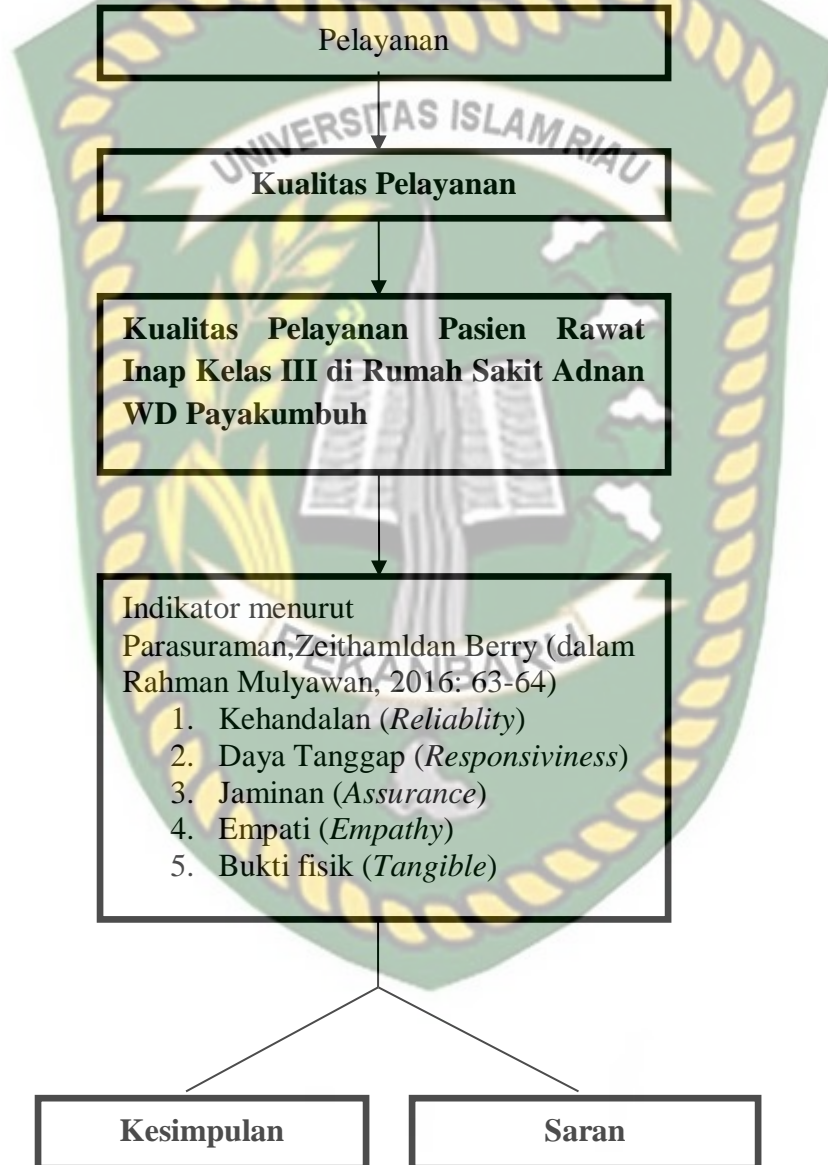 Pelayanan
UNIVERSITAS ISLAM RIAU
Kualitas Pelayanan
Kualitas Pelayanan Pasien Rawat
Inap Kelas III di Rumah Sakit Adnan
WD Payakumbuh
Indikator menurut
Parasuraman,Zeithamldan Berry (dalam
PEKANBARU
Rahman Mulyawan, 2016: 63-64)
1. Kehandalan (Reliablity)
2. Daya Tanggap (Responsiviness)
3. Jaminan (Assurance)
4. Empati (Empathy)
5. Bukti fisik (Tangible)
Kesimpulan
Saran